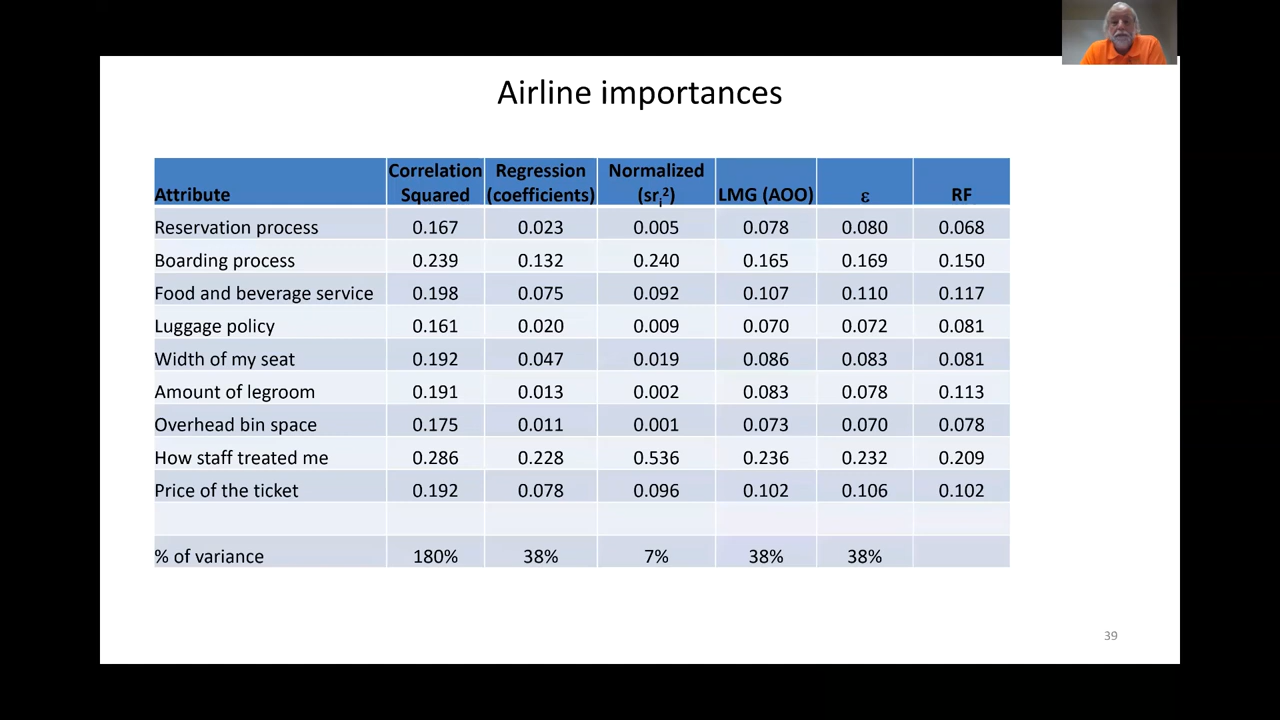 Airline importances
Attribute Correlation Squared Regression (coefficients) Normalized (srᵢ²) LMG (AOO) ε RF
Reservation process 0.167 0.023 0.005 0.078 0.080 0.068
Boarding process 0.239 0.132 0.240 0.165 0.169 0.150
Food and beverage service 0.198 0.075 0.092 0.107 0.110 0.117
Luggage policy 0.161 0.020 0.009 0.070 0.072 0.081
Width of my seat 0.192 0.047 0.019 0.086 0.083 0.081
Amount of legroom 0.191 0.013 0.002 0.083 0.078 0.113
Overhead bin space 0.175 0.011 0.001 0.073 0.070 0.078
How staff treated me 0.286 0.228 0.536 0.236 0.232 0.209
Price of the ticket 0.192 0.078 0.096 0.102 0.106 0.102
% of variance 180% 38% 7% 38% 38%
39